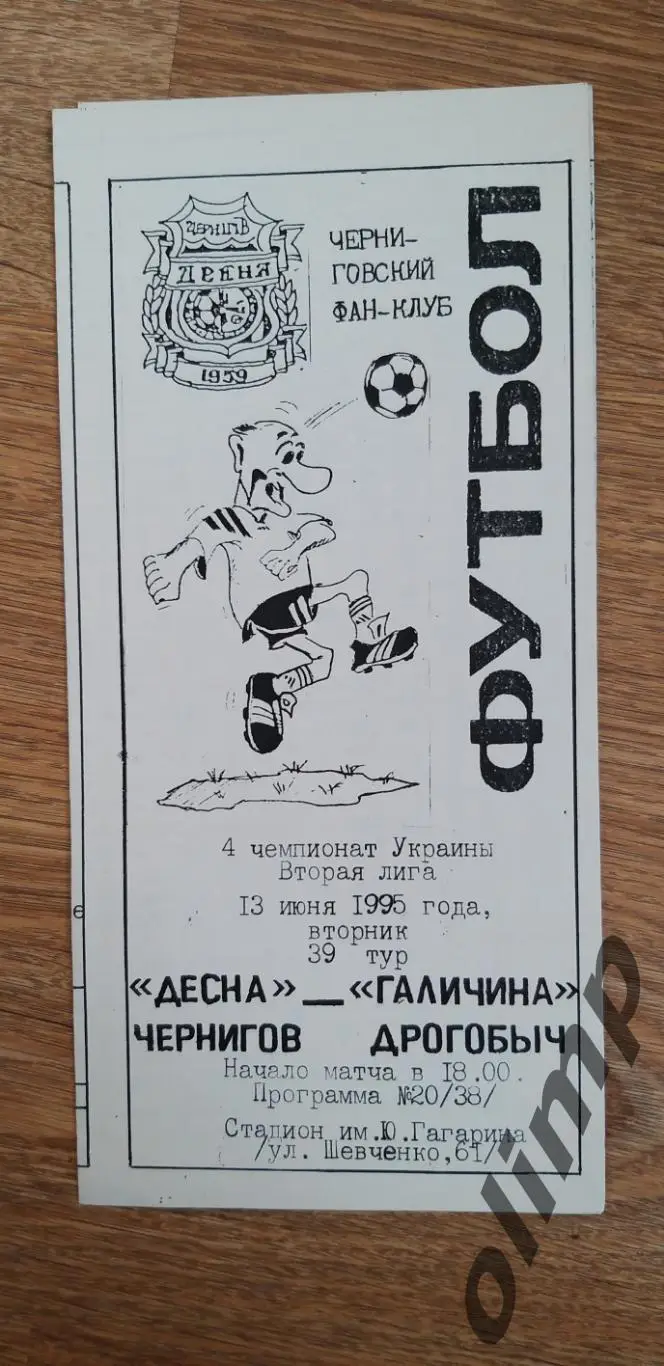 ЧЕРНИГІВ
ДЕСНА
1959
ЧЕРНИ-
ГОВСКИЙ
ФАН-КЛУБ
ФУТБОЛ
4 чемпионат Украины
Вторая лига
13 июня 1995 года,
вторник
39 тур
«ДЕСНА» — «ГАЛИЧИНА»
ЧЕРНИГОВ ДРОГОБЫЧ
Начало матча в 18.00.
Программа №20/38/
Стадион им.Ю.Гагарина
/ул. Шевченко,61/
е
olimp